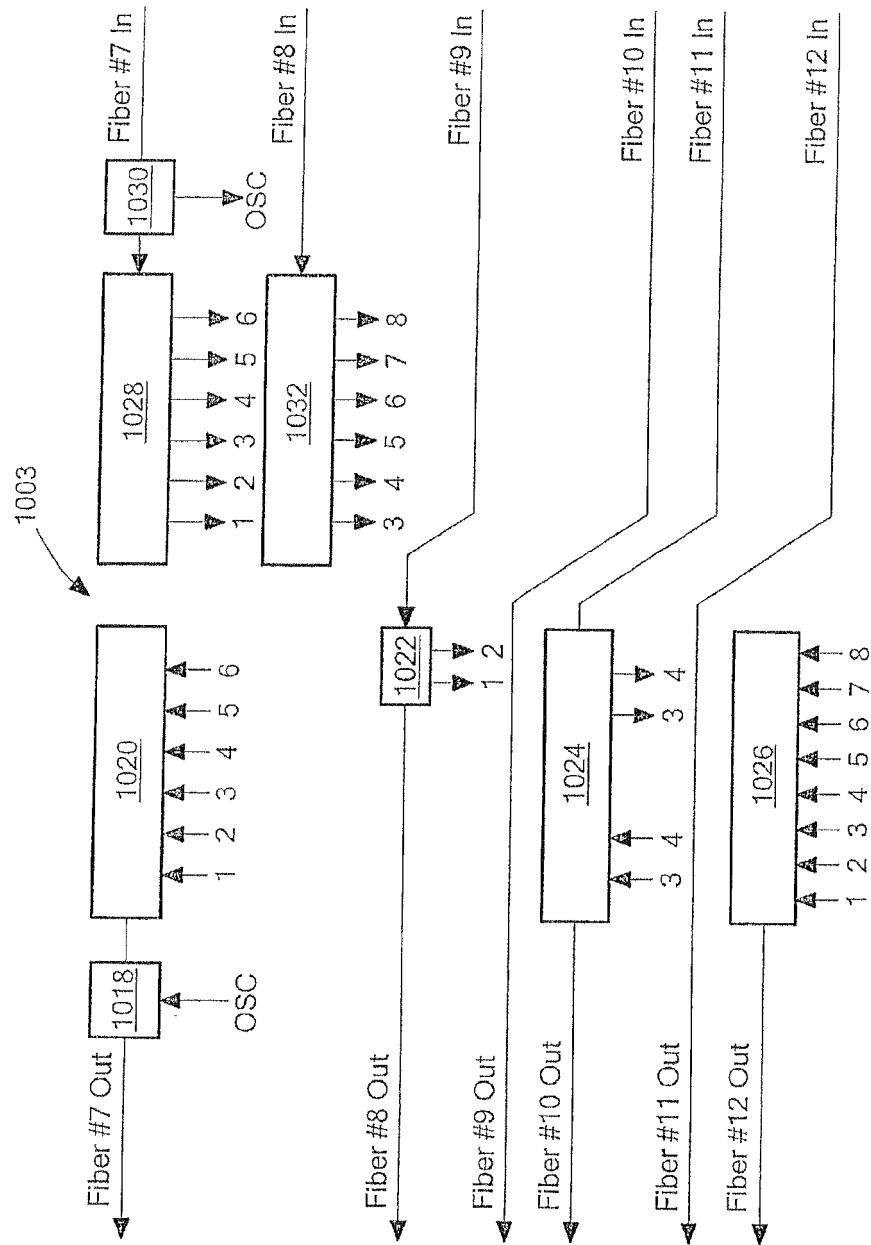 1003
Fiber #7 Out
1018
OSC
1020
1 2 3 4 5 6
1028
1 2 3 4 5 6
1030
OSC
Fiber #7 In
1032
3 4 5 6 7 8
Fiber #8 In
Fiber #8 Out
1022
1 2
Fiber #9 In
Fiber #9 Out
Fiber #10 In
Fiber #10 Out
1024
3 4 3 4
Fiber #11 In
Fiber #11 Out
Fiber #12 In
Fiber #12 Out
1026
1 2 3 4 5 6 7 8